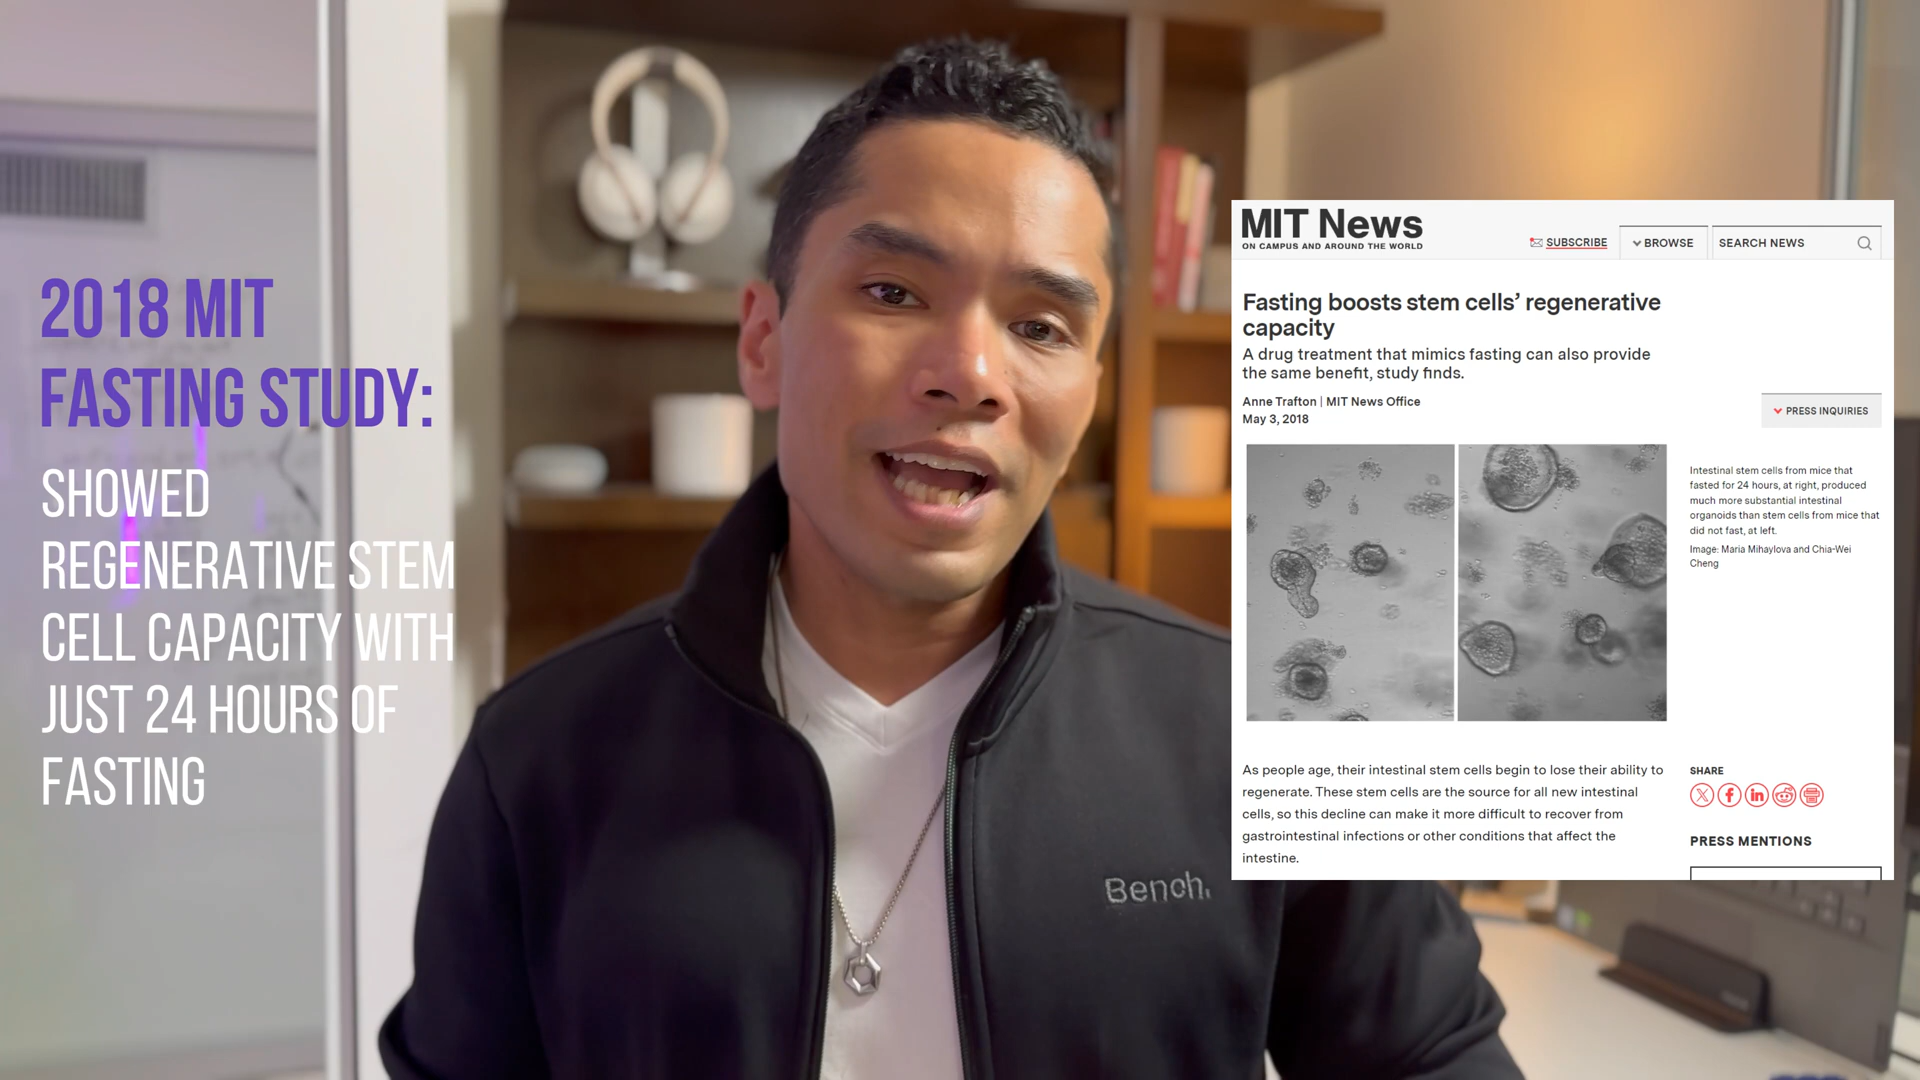 2018 MIT
FASTING STUDY:
SHOWED
REGENERATIVE STEM
CELL CAPACITY WITH
JUST 24 HOURS OF
FASTING
MIT News
ON CAMPUS AND AROUND THE WORLD
SUBSCRIBE
BROWSE
SEARCH NEWS
Fasting boosts stem cells’ regenerative
capacity
A drug treatment that mimics fasting can also provide
the same benefit, study finds.
Anne Trafton | MIT News Office
May 3, 2018
PRESS INQUIRIES
Intestinal stem cells from mice that
fasted for 24 hours, at right, produced
much more substantial intestinal
organoids than stem cells from mice that
did not fast, at left.
Image: Maria Mihaylova and Chia-Wei
Cheng
As people age, their intestinal stem cells begin to lose their ability to
regenerate. These stem cells are the source for all new intestinal
cells, so this decline can make it more difficult to recover from
gastrointestinal infections or other conditions that affect the
intestine.
SHARE
PRESS MENTIONS
Bench.